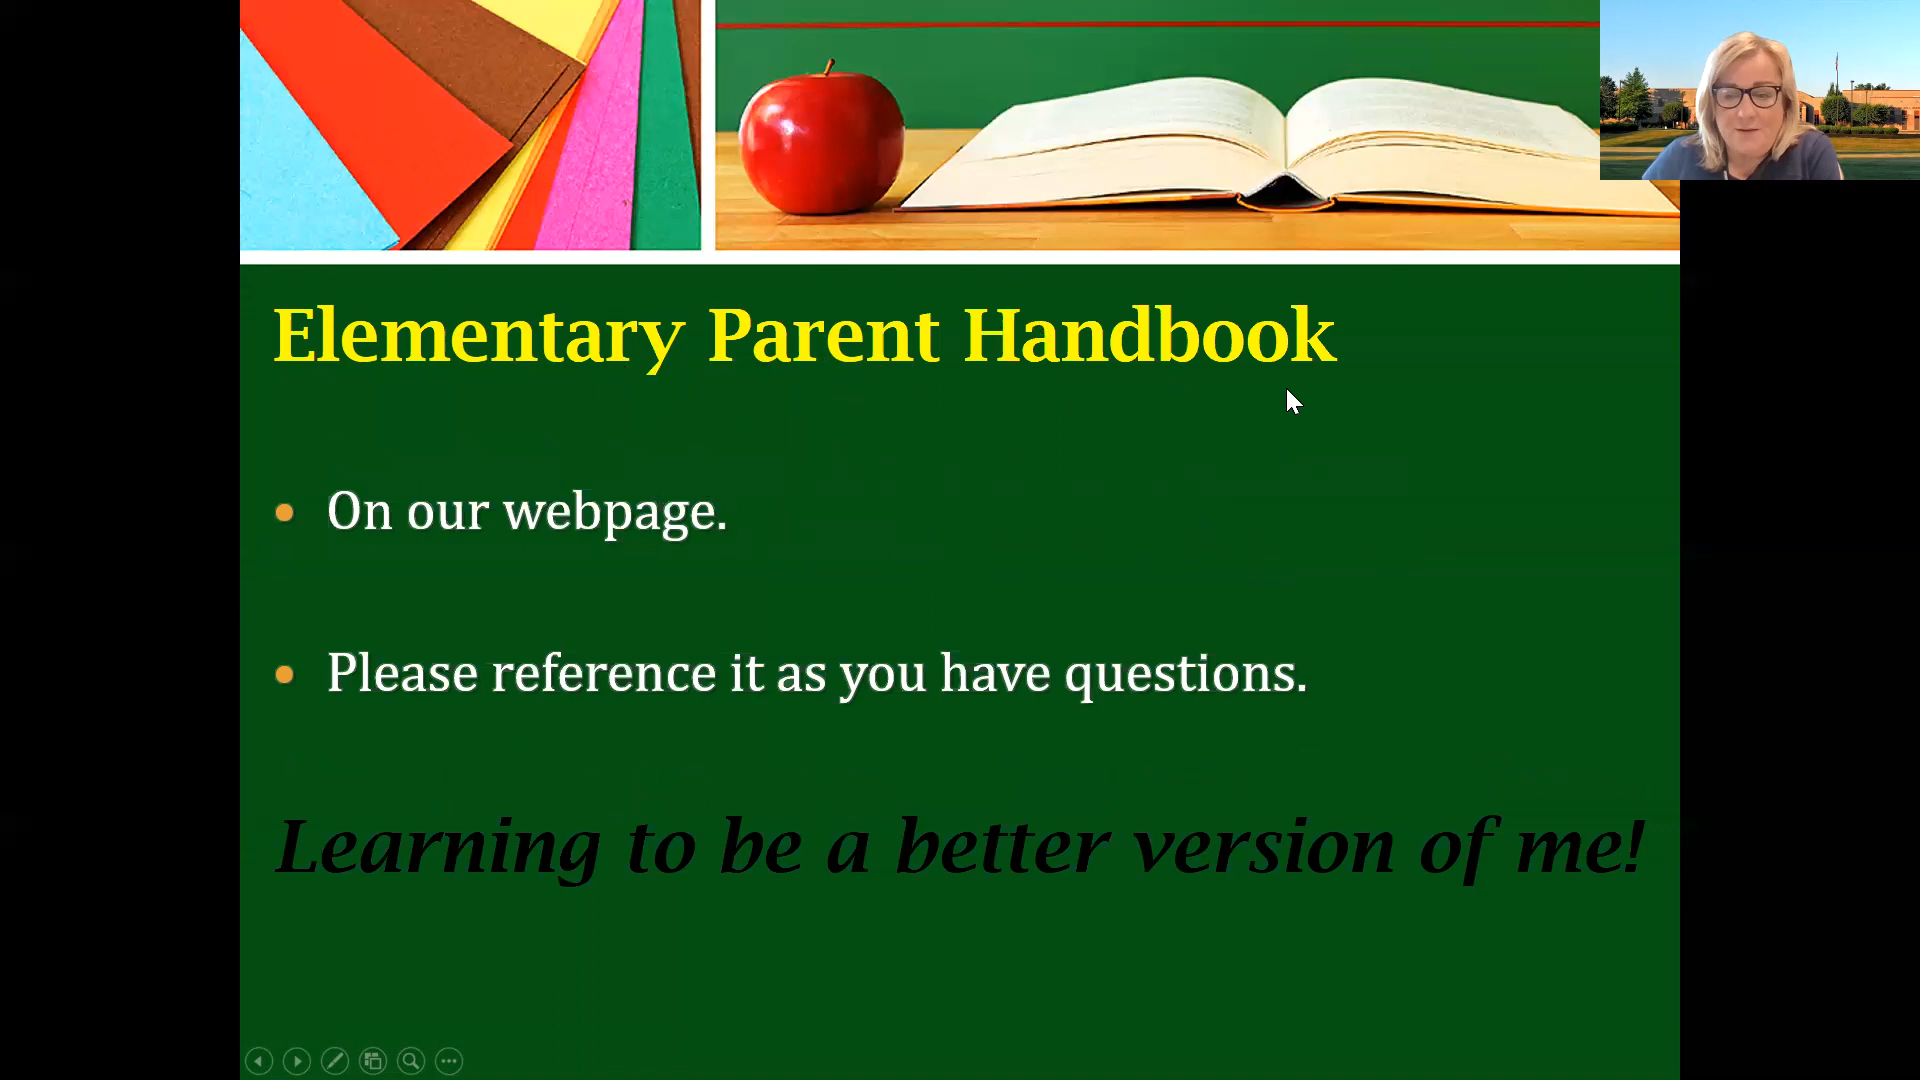 Elementary Parent Handbook
• On our webpage.
• Please reference it as you have questions.
Learning to be a better version of me!